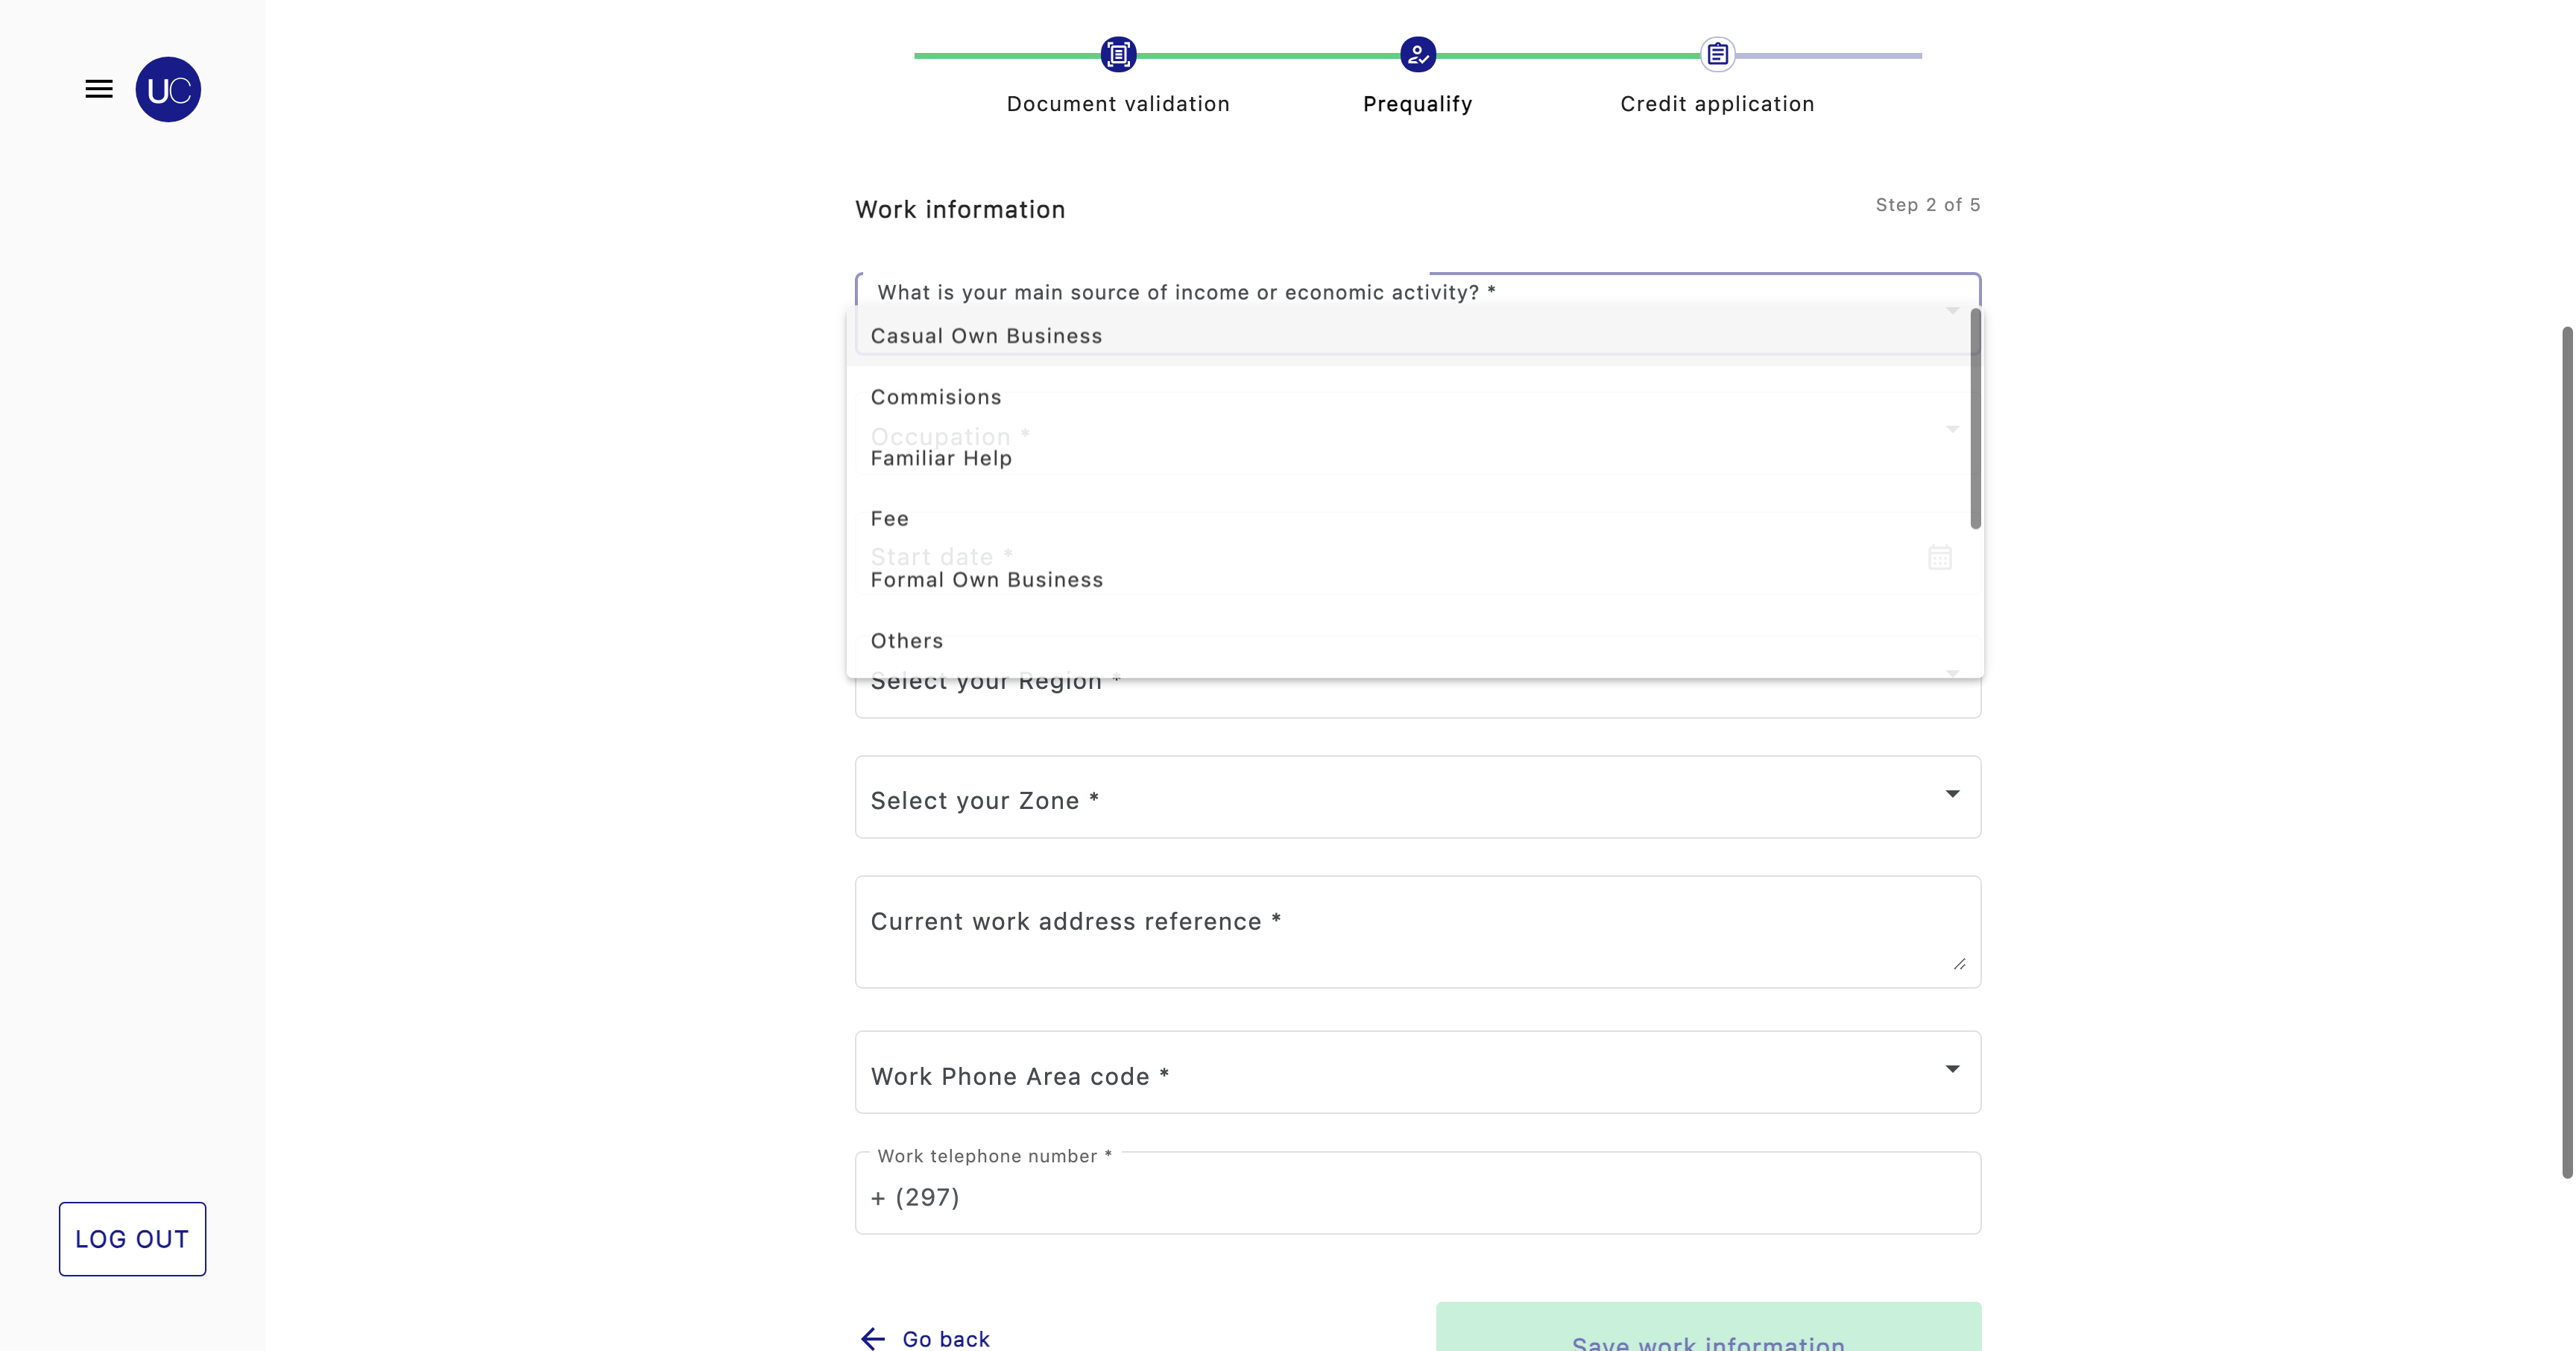 UC
Document validation
Prequalify
Credit application
Work information
Step 2 of 5
What is your main source of income or economic activity? *
Casual Own Business
Commisions
Occupation *
Familiar Help
Fee
Start date *
Formal Own Business
Others
Select your Region *
Select your Zone *
Current work address reference *
Work Phone Area code *
Work telephone number *
+ (297)
LOG OUT
Go back
Save work information